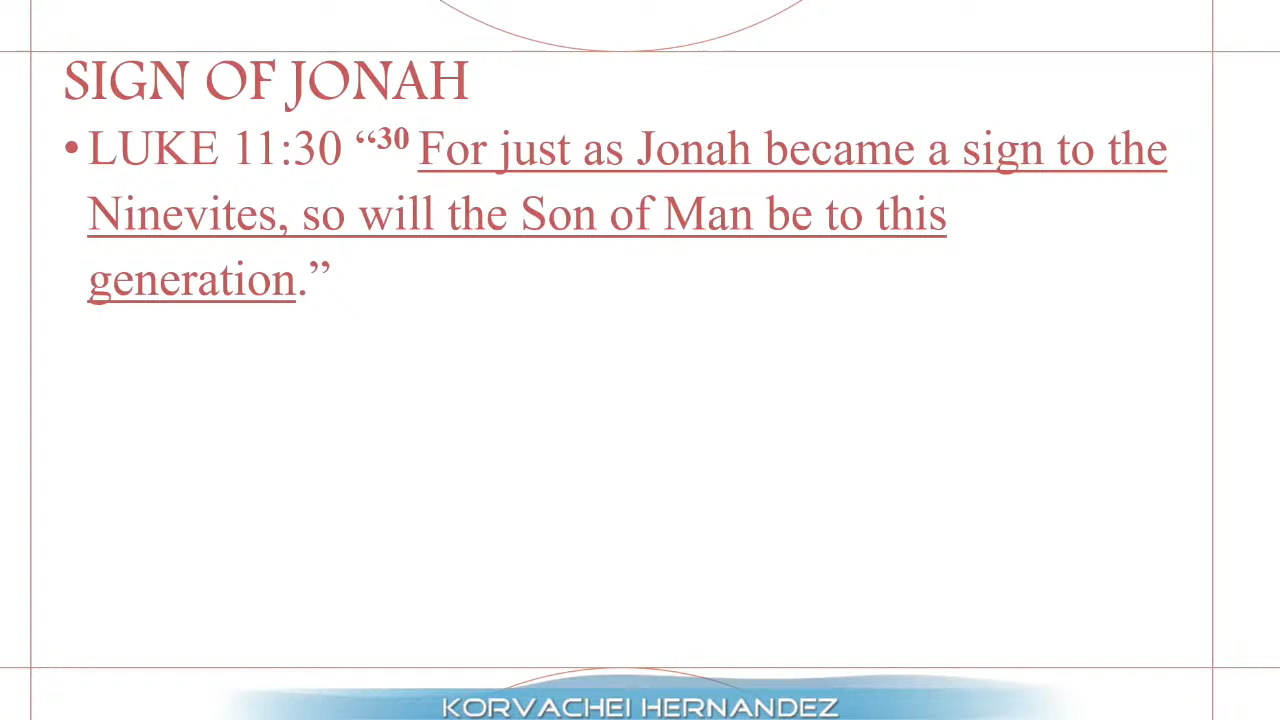 SIGN OF JONAH
• LUKE 11:30 “30 For just as Jonah became a sign to the
Ninevites, so will the Son of Man be to this
generation.”
KORVACHEI HERNANDEZ